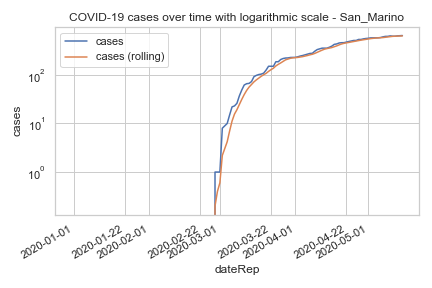 COVID-19 cases over time with logarithmic scale - San_Marino
cases
cases (rolling)
10²
10¹
10⁰
cases
2020-01-01
2020-01-22
2020-02-01
2020-02-22
2020-03-01
2020-03-22
2020-04-01
2020-04-22
2020-05-01
dateRep